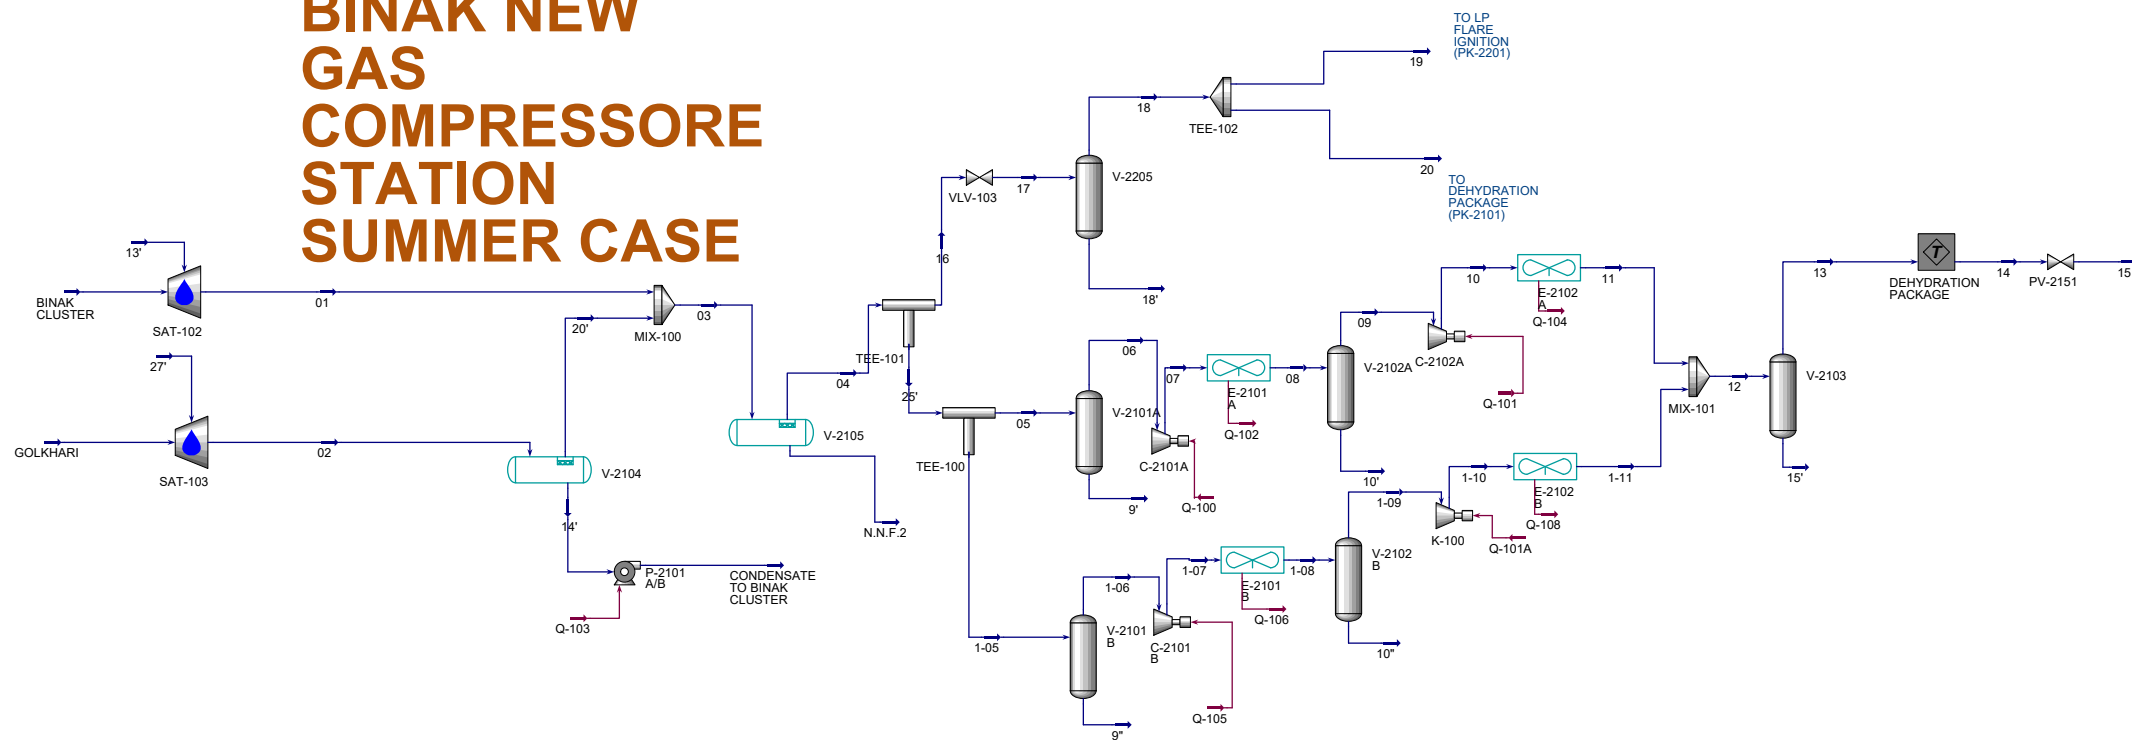 BINAK NEW
GAS
COMPRESSORE
STATION
SUMMER CASE
TO LP
FLARE
IGNITION
(PK-2201)
19
18
TEE-102
20
TO
DEHYDRATION
PACKAGE
(PK-2101)
VLV-103
17
V-2205
16
18'
13'
BINAK
CLUSTER
SAT-102
01
20'
MIX-100
03
27'
GOLKHARI
SAT-103
02
V-2104
14'
P-2101
A/B
Q-103
CONDENSATE
TO BINAK
CLUSTER
V-2105
N.N.F.2
04
TEE-101
25'
TEE-100
05
06
V-2101A
9'
C-2101A
Q-100
07
E-2101
A
Q-102
08
09
V-2102A
10'
C-2102A
Q-101
10
E-2102
A
Q-104
11
1-05
1-06
V-2101
B
9"
C-2101
B
Q-105
1-07
E-2101
B
Q-106
1-08
1-09
V-2102
B
10"
K-100
Q-101A
1-10
E-2102
B
Q-108
1-11
MIX-101
12
V-2103
15'
13
DEHYDRATION
PACKAGE
T
14
PV-2151
15